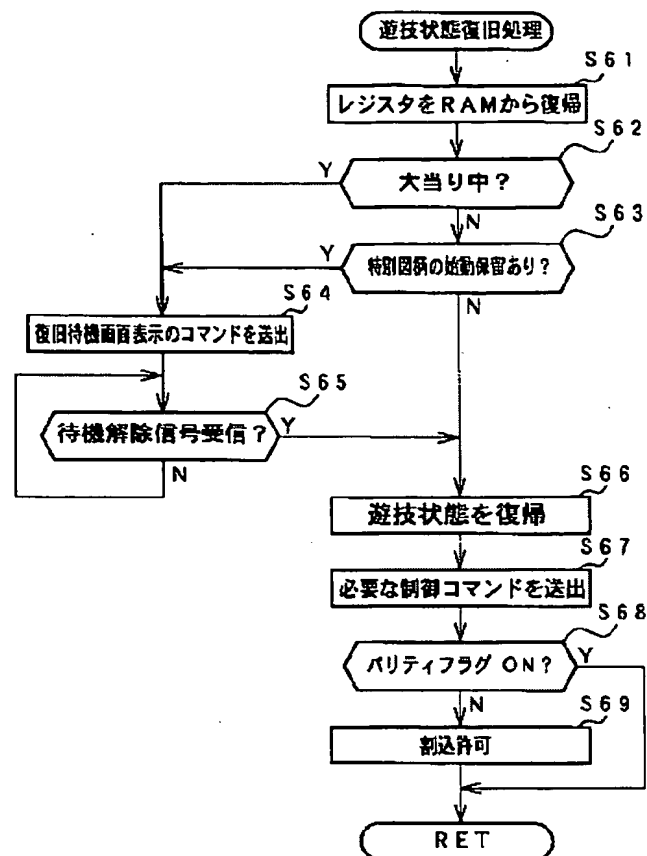 遊技状態復旧処理
S61
レジスタをRAMから復帰
S62
大当り中？
Y
N
S63
特別図柄の始動保留あり？
Y
N
S64
復旧待機画面表示のコマンドを送出
S65
待機解除信号受信？
Y
N
S66
遊技状態を復帰
S67
必要な制御コマンドを送出
S68
パリティフラグ ON？
Y
N
S69
割込許可
RET